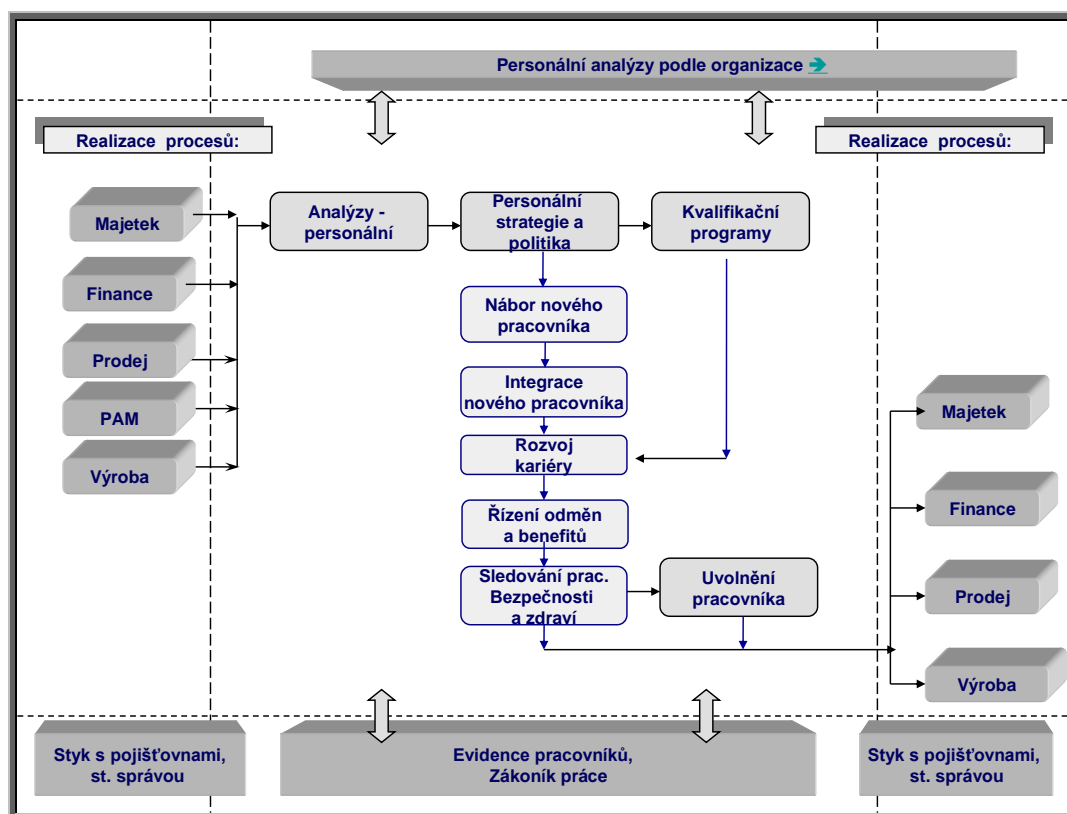 Personální analýzy podle organizace
Realizace procesů:
Realizace procesů:
Majetek
Finance
Prodej
PAM
Výroba
Analýzy -
personální
Personální
strategie a
politika
Kvalifikační
programy
Nábor nového
pracovníka
Integrace
nového pracovníka
Rozvoj
kariéry
Řízení odměn
a benefitů
Sledování prac.
Bezpečnosti
a zdraví
Uvolnění
pracovníka
Majetek
Finance
Prodej
Výroba
Styk s pojišťovnami,
st. správou
Evidence pracovníků,
Zákoník práce
Styk s pojišťovnami,
st. správou